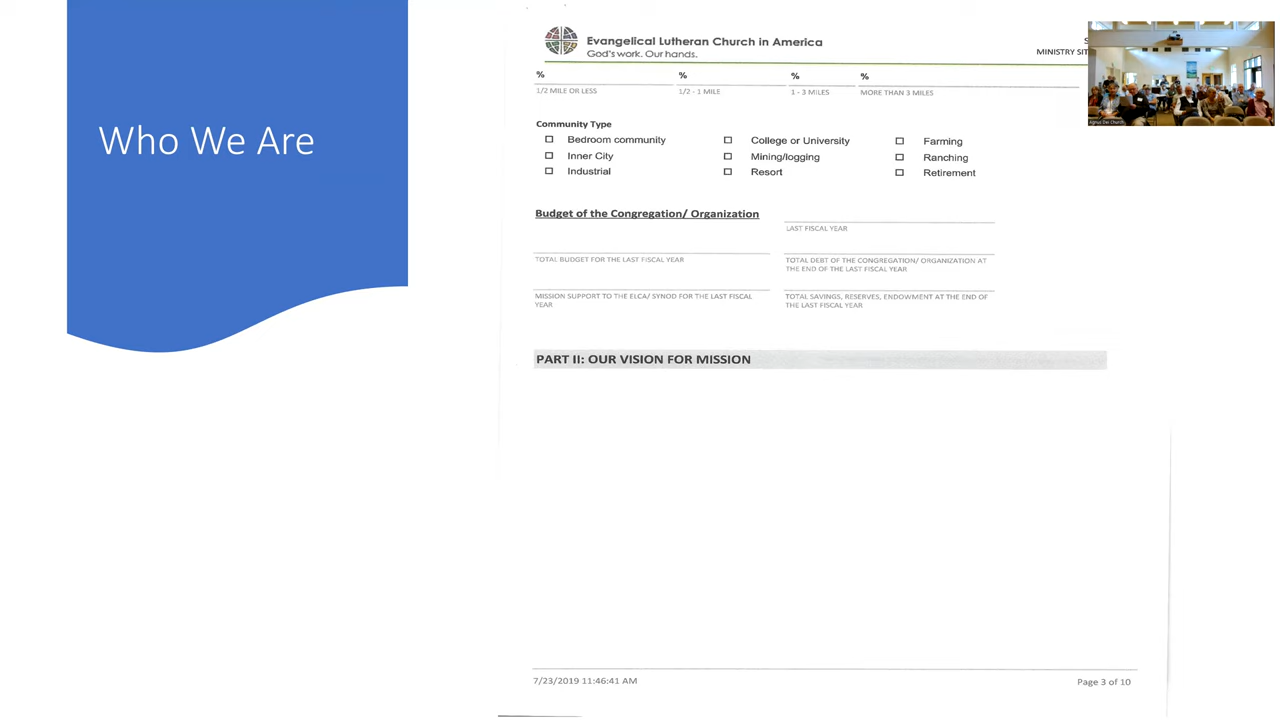 Who We Are
Evangelical Lutheran Church in America
God's work. Our hands.
MINISTRY SIT
% % % %
1/2 MILE OR LESS 1/2 - 1 MILE 1 - 3 MILES MORE THAN 3 MILES
Community Type
Bedroom community College or University Farming
Inner City Mining/logging Ranching
Industrial Resort Retirement
Budget of the Congregation/ Organization
LAST FISCAL YEAR
TOTAL BUDGET FOR THE LAST FISCAL YEAR
TOTAL DEBT OF THE CONGREGATION/ ORGANIZATION AT
THE END OF THE LAST FISCAL YEAR
MISSION SUPPORT TO THE ELCA/ SYNOD FOR THE LAST FISCAL
YEAR
TOTAL SAVINGS, RESERVES, ENDOWMENT AT THE END OF
THE LAST FISCAL YEAR
PART II: OUR VISION FOR MISSION
7/23/2019 11:46:41 AM
Page 3 of 10
Agnus Dei Church